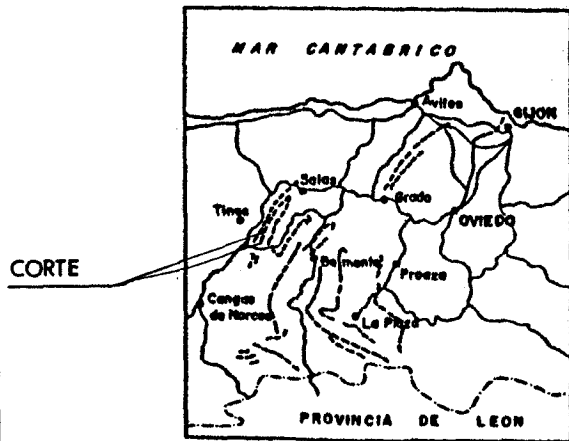 MAR CANTABRICO
Aviles
GIJON
Salas
Tineo
Grado
OVIEDO
CORTE
Belmonte
Proaza
Cangas
de Narcea
La Plaza
PROVINCIA DE LEON